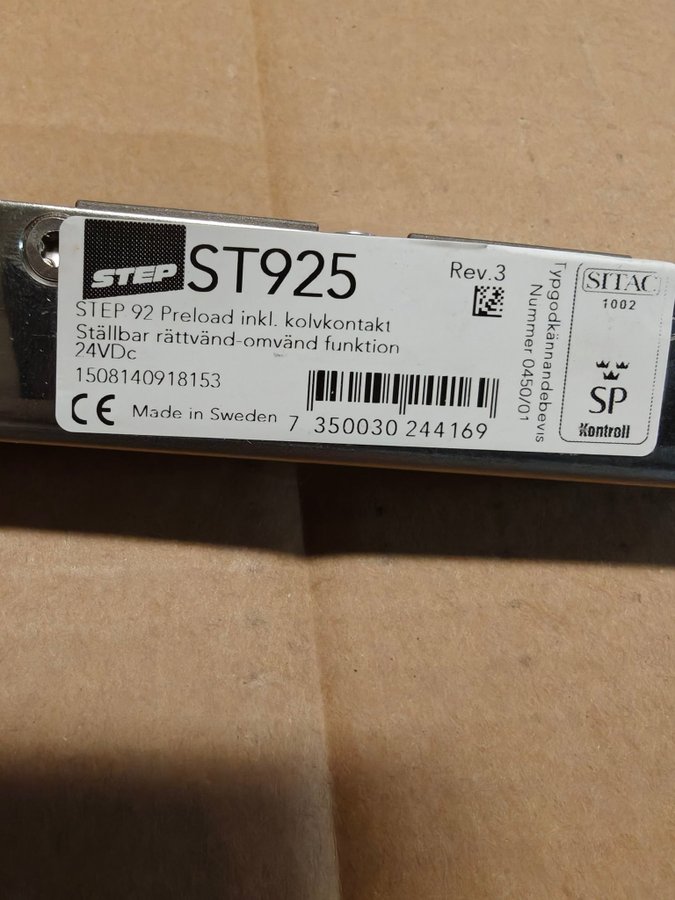 STEP
ST925
Rev.3
STEP 92 Preload inkl. kolvkontakt
Ställbar rättvänd-omvänd funktion
24VDc
1508140918153
CE Made in Sweden
7 350030 244169
Typgodkännandebevis
Nummer 0450/01
SITAC
1002
SP
Kontroll